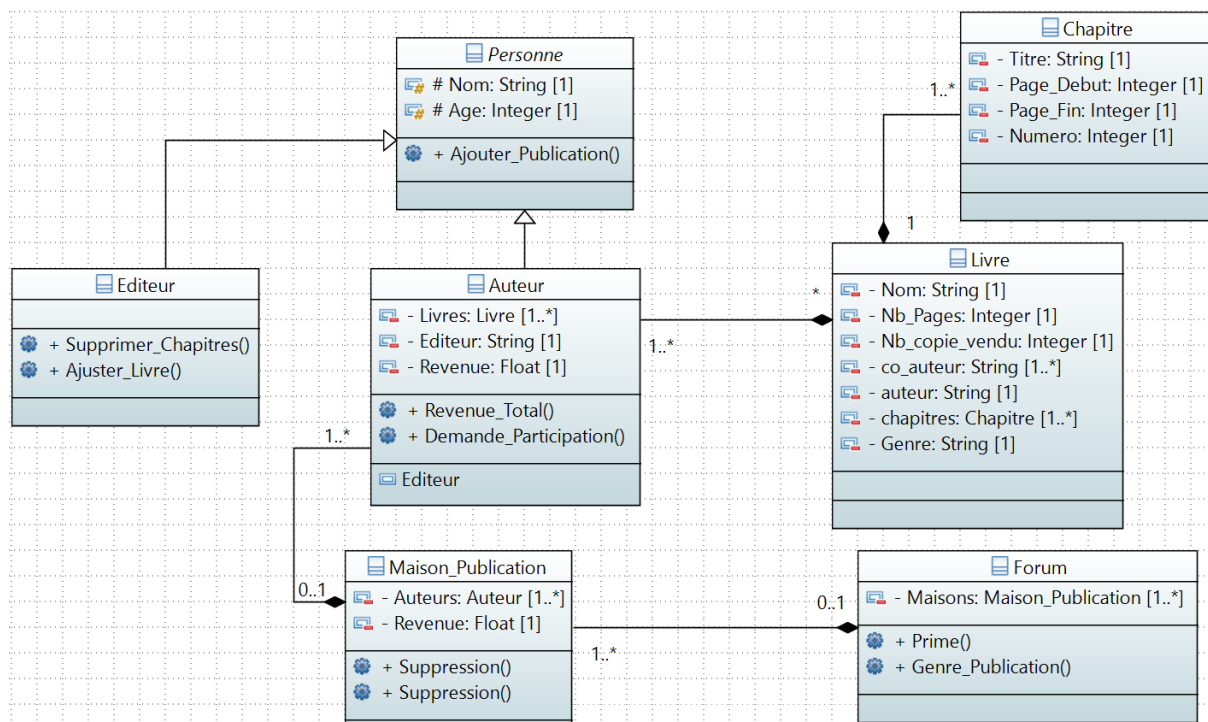 Chapitre
- Titre: String [1]
- Page_Debut: Integer [1]
- Page_Fin: Integer [1]
- Numero: Integer [1]
1..*
1
Personne
# Nom: String [1]
# Age: Integer [1]
+ Ajouter_Publication()
Editeur
+ Supprimer_Chapitres()
+ Ajuster_Livre()
Auteur
- Livres: Livre [1..*]
- Editeur: String [1]
- Revenue: Float [1]
+ Revenue_Total()
+ Demande_Participation()
Editeur
*
1..*
Livre
- Nom: String [1]
- Nb_Pages: Integer [1]
- Nb_copie_vendu: Integer [1]
- co_auteur: String [1..*]
- auteur: String [1]
- chapitres: Chapitre [1..*]
- Genre: String [1]
1..*
0..1
Maison_Publication
- Auteurs: Auteur [1..*]
- Revenue: Float [1]
+ Suppression()
+ Suppression()
1..*
0..1
Forum
- Maisons: Maison_Publication [1..*]
+ Prime()
+ Genre_Publication()